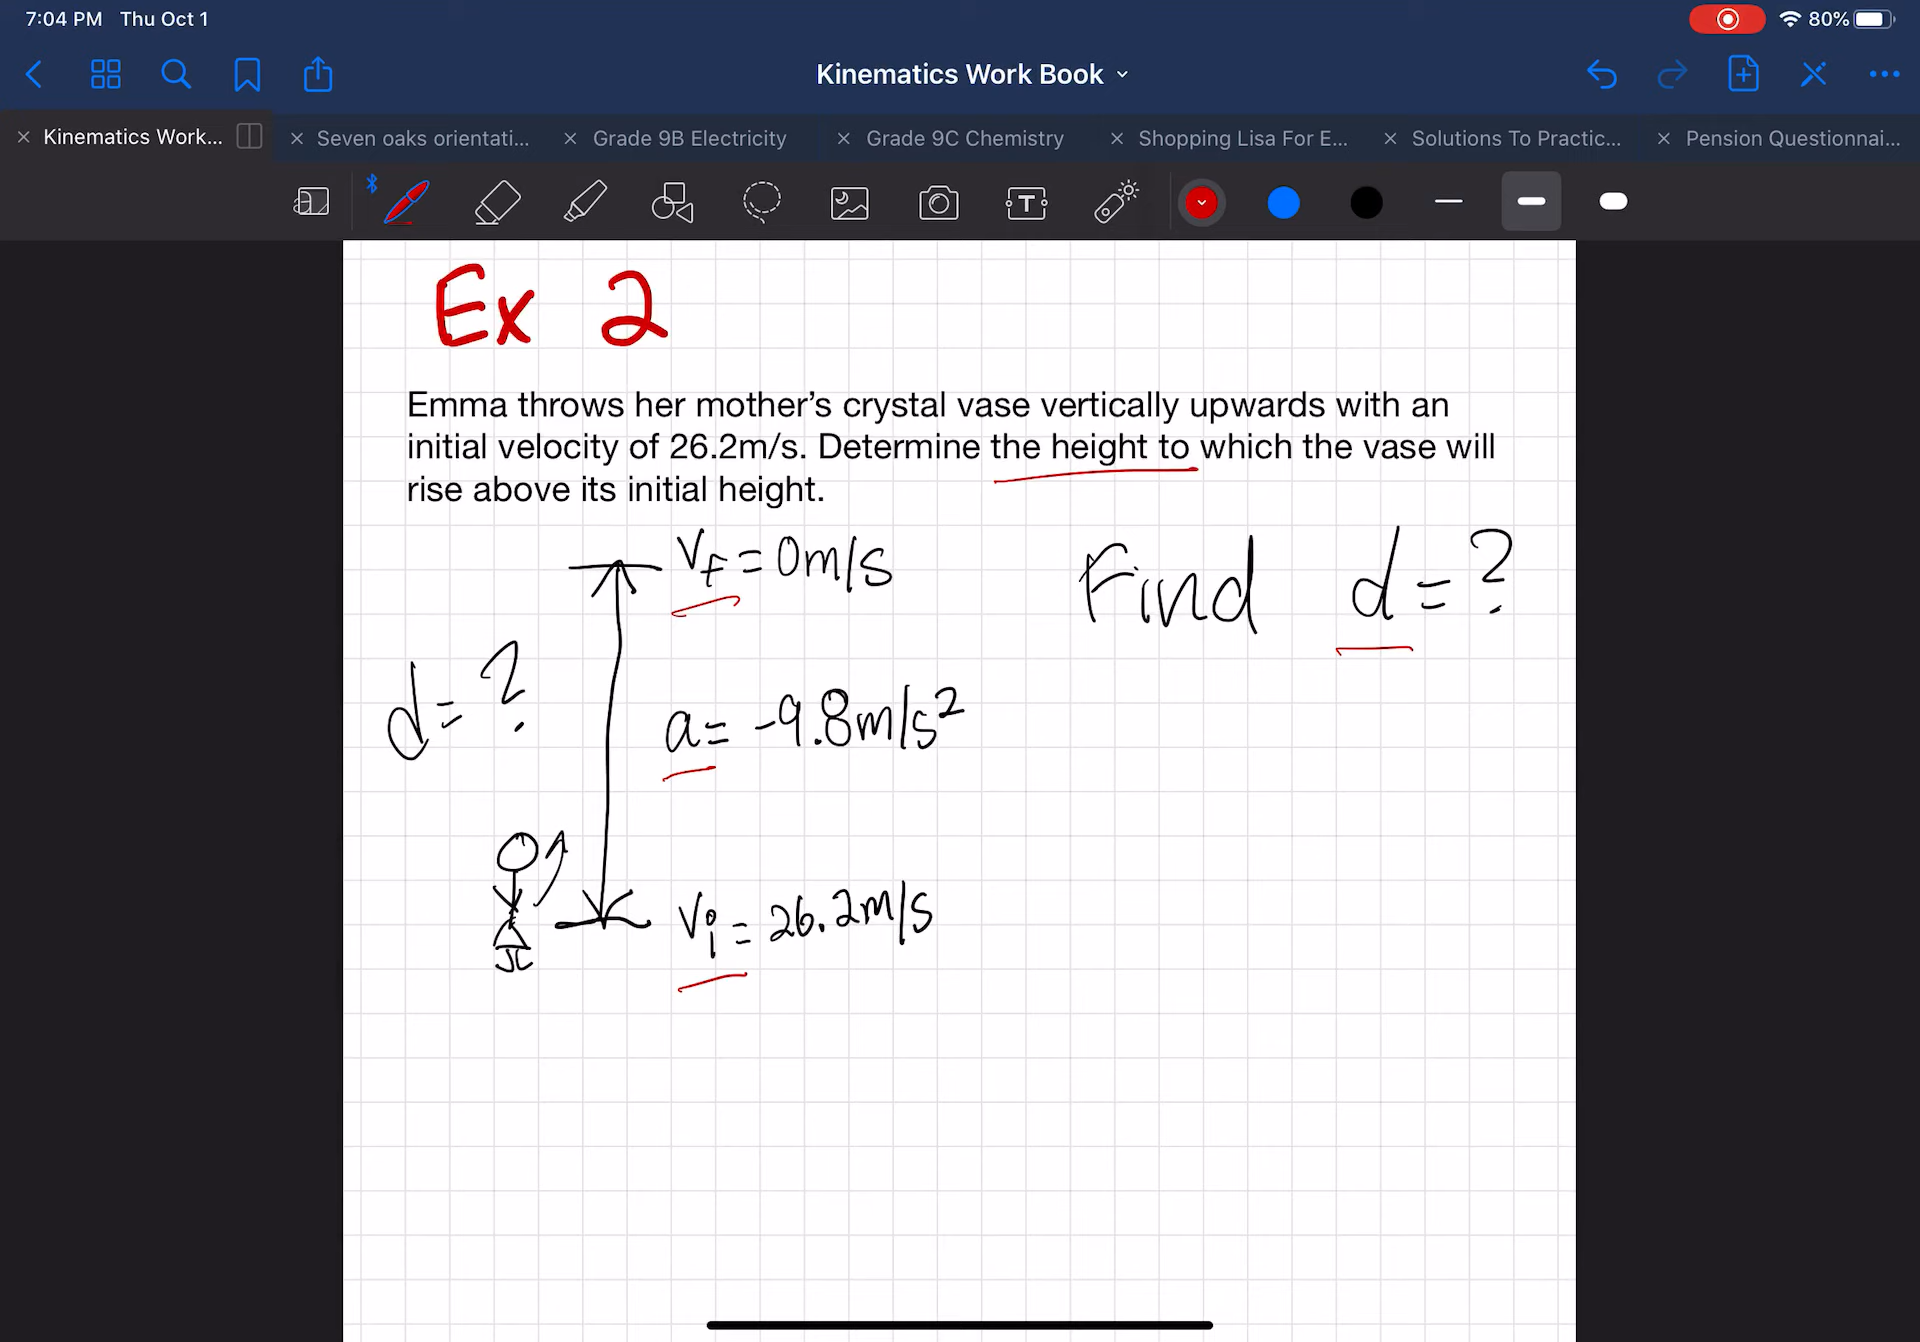 7:04 PM Thu Oct 1
80%
Kinematics Work Book
Kinematics Work...
Seven oaks orientati...
Grade 9B Electricity
Grade 9C Chemistry
Shopping Lisa For E...
Solutions To Practic...
Pension Questionnai...
Ex 2
Emma throws her mother's crystal vase vertically upwards with an
initial velocity of 26.2m/s. Determine the height to which the vase will
rise above its initial height.
vf = 0m/s
Find d = ?
d = ?
a = -9.8m/s²
vi = 26.2m/s